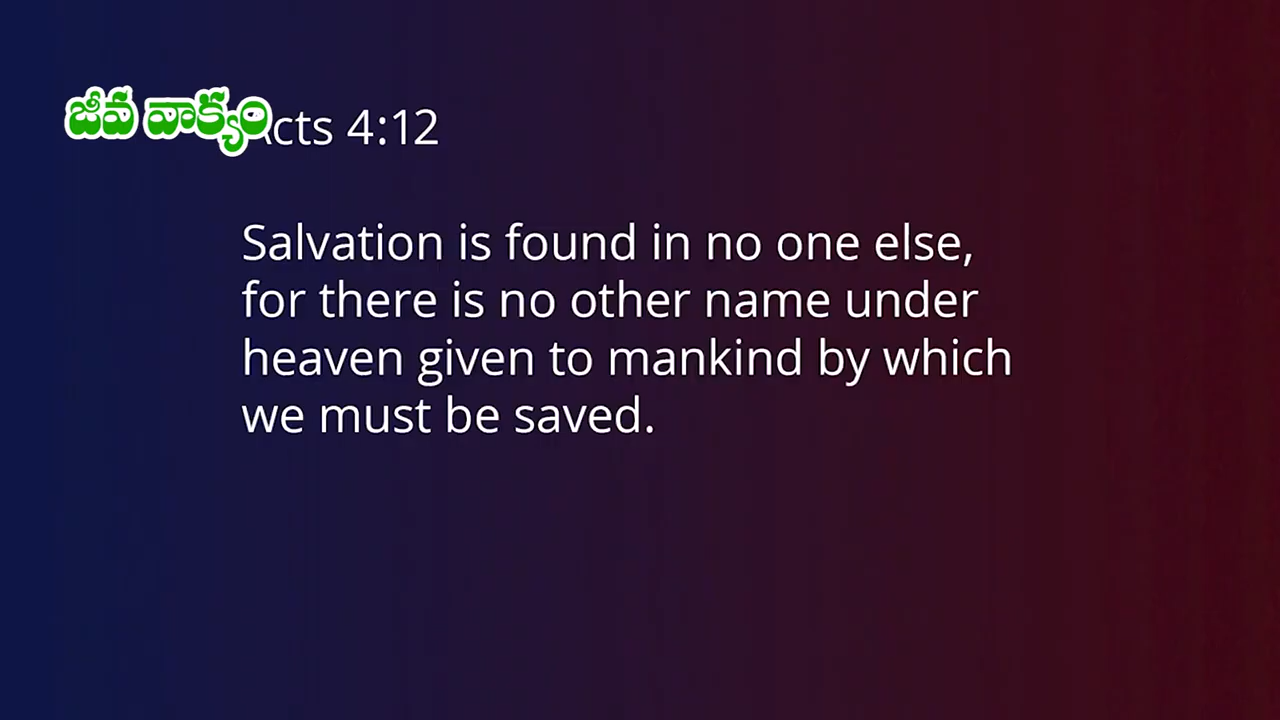 జీవ వాక్యం
Acts 4:12
Salvation is found in no one else,
for there is no other name under
heaven given to mankind by which
we must be saved.